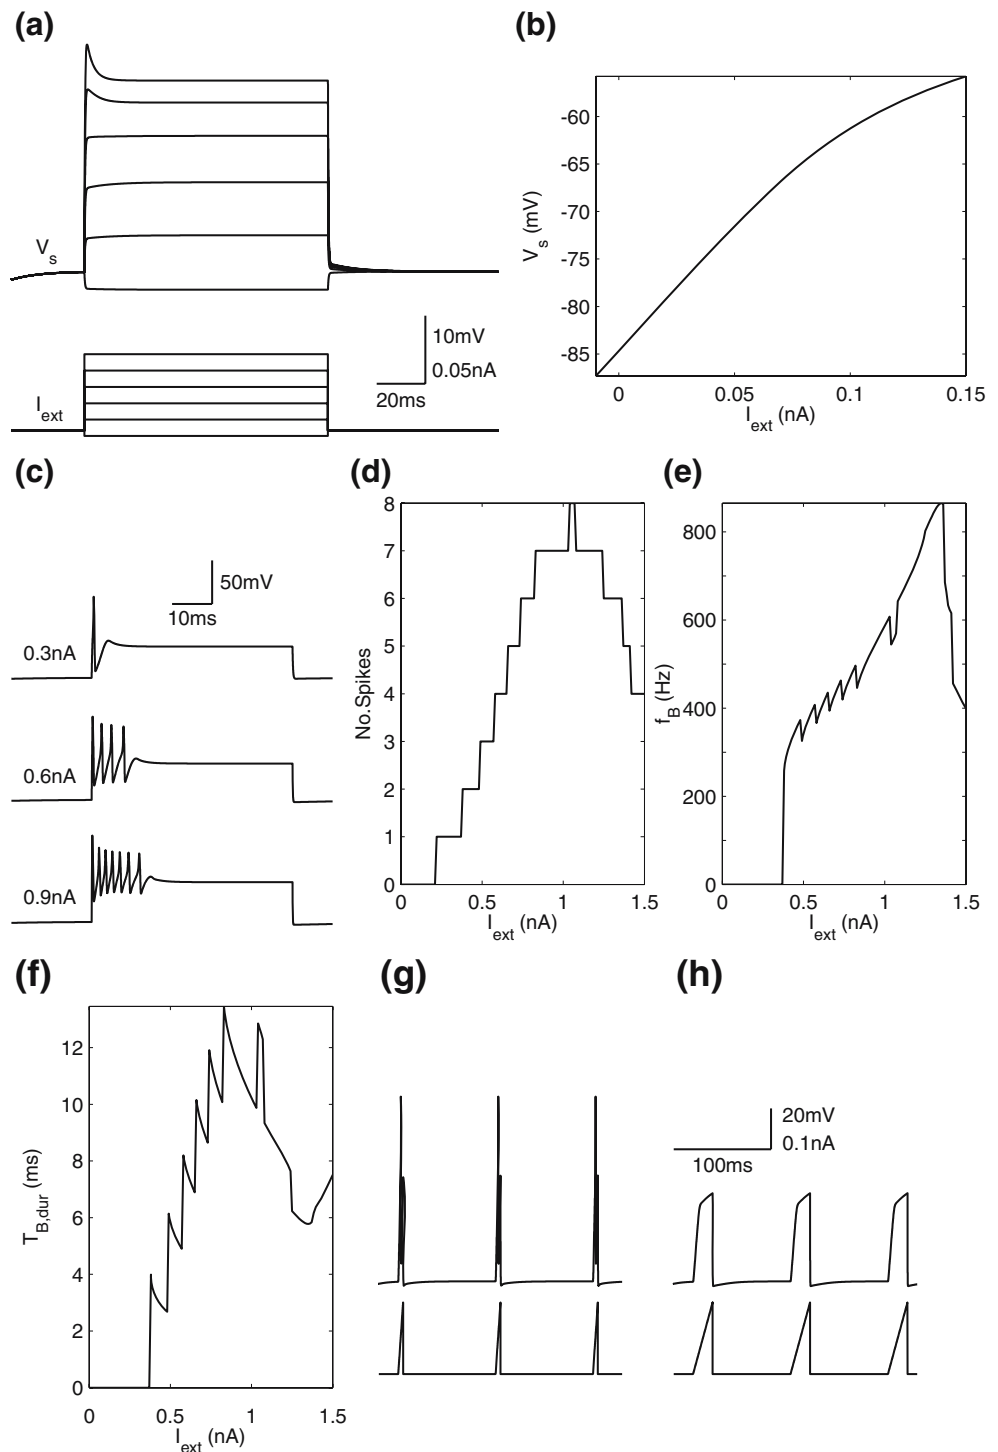 (a)
V_s
10mV
0.05nA
20ms
I_ext
(b)
-60
-65
-70
-75
-80
-85
V_s (mV)
0
0.05
0.1
0.15
I_ext (nA)
(c)
50mV
10ms
0.3nA
0.6nA
0.9nA
(d)
8
7
6
5
4
3
2
1
0
No.Spikes
0
0.5
1
1.5
I_ext (nA)
(e)
800
600
400
200
0
f_B (Hz)
0
0.5
1
1.5
I_ext (nA)
(f)
12
10
8
6
4
2
0
T_B,dur (ms)
0
0.5
1
1.5
I_ext (nA)
(g)
(h)
20mV
0.1nA
100ms